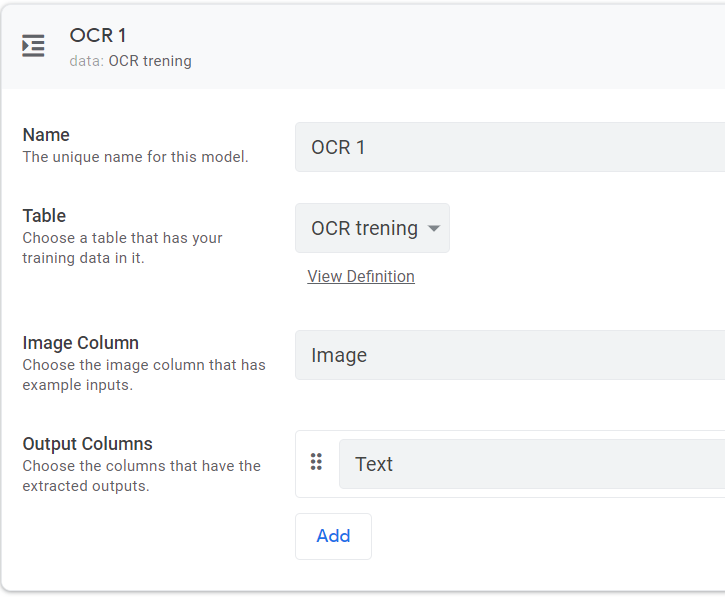 OCR 1
data: OCR trening
Name
The unique name for this model.
OCR 1
Table
Choose a table that has your
training data in it.
OCR trening
View Definition
Image Column
Choose the image column that has
example inputs.
Image
Output Columns
Choose the columns that have the
extracted outputs.
Text
Add